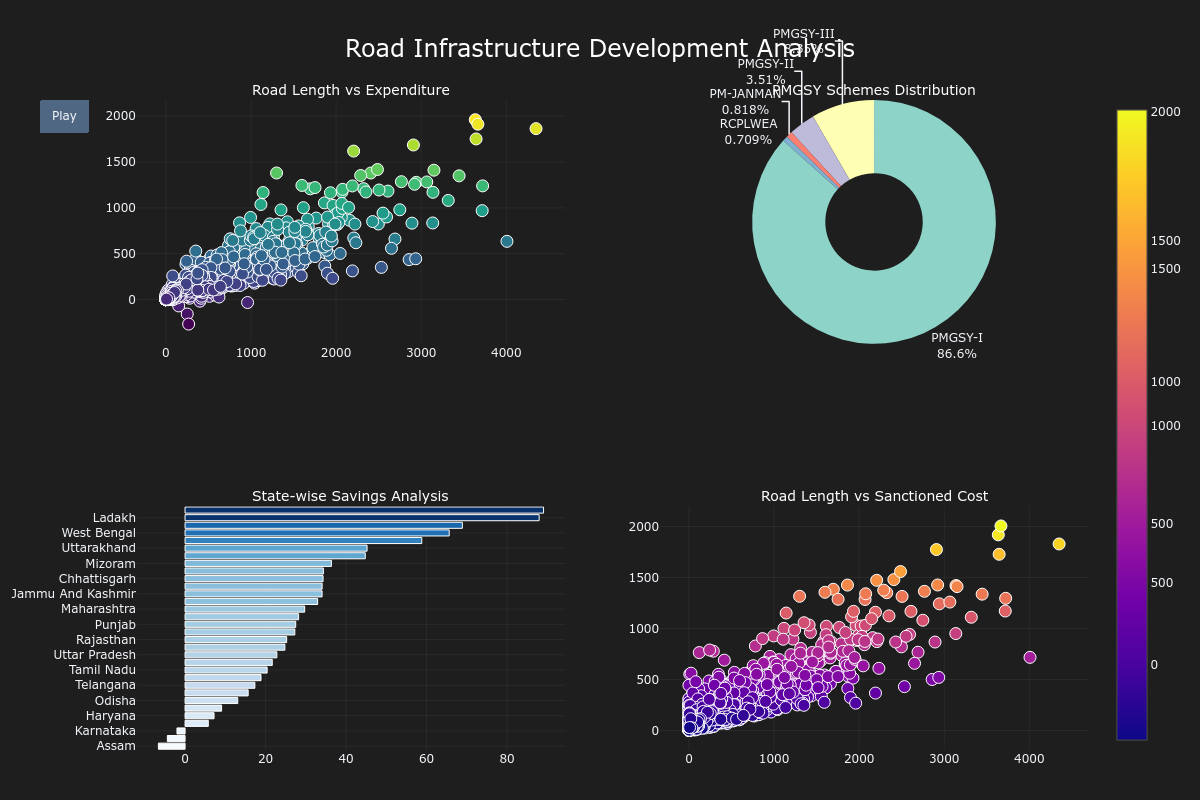 Road Infrastructure Development Analysis
PMGSY-III
PMGSY-II
3.51%
PM-JANMAN
0.818%
RCPLWEA
0.709%
PMGSY-I
86.6%
Play
Road Length vs Expenditure
2000
1500
1000
500
0
0 1000 2000 3000 4000
PMGSY Schemes Distribution
State-wise Savings Analysis
Ladakh
West Bengal
Uttarakhand
Mizoram
Chhattisgarh
Jammu And Kashmir
Maharashtra
Punjab
Rajasthan
Uttar Pradesh
Tamil Nadu
Telangana
Odisha
Haryana
Karnataka
Assam
0 20 40 60 80
Road Length vs Sanctioned Cost
2000
1500
1000
500
0
0 1000 2000 3000 4000
2000
1500
1500
1000
1000
500
500
0